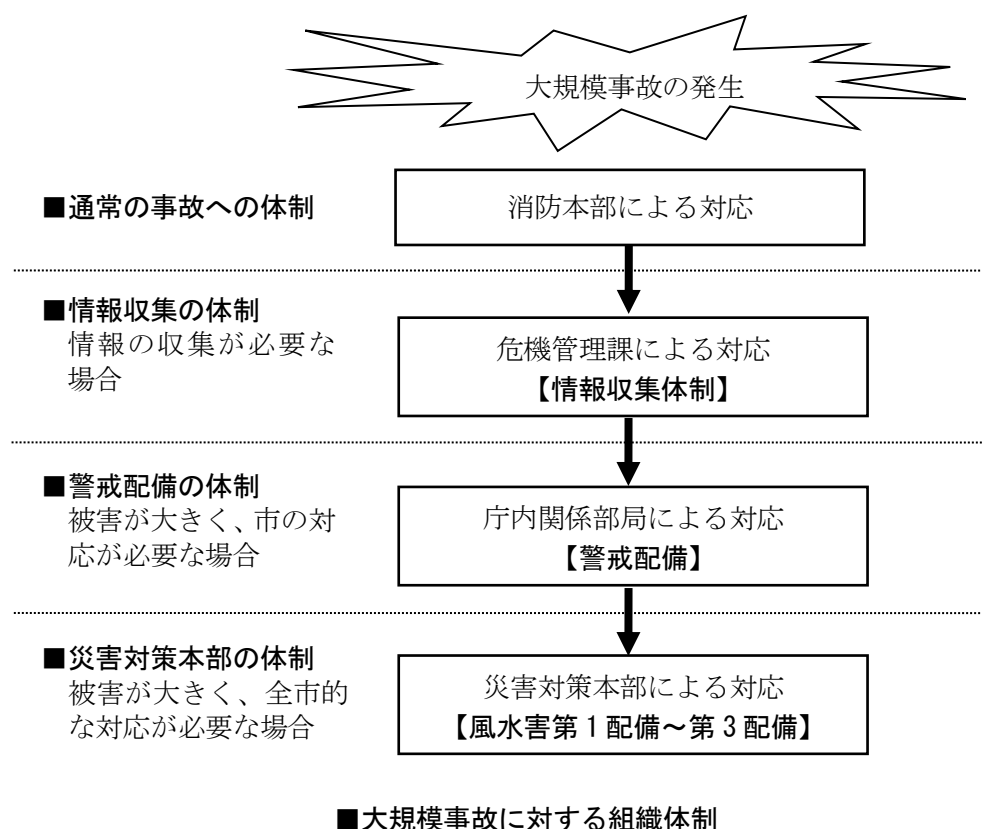 大規模事故の発生
■通常の事故への体制
消防本部による対応
■情報収集の体制
情報の収集が必要な
場合
危機管理課による対応
【情報収集体制】
■警戒配備の体制
被害が大きく、市の対
応が必要な場合
庁内関係部局による対応
【警戒配備】
■災害対策本部の体制
被害が大きく、全市的
な対応が必要な場合
災害対策本部による対応
【風水害第1配備～第3配備】
■大規模事故に対する組織体制